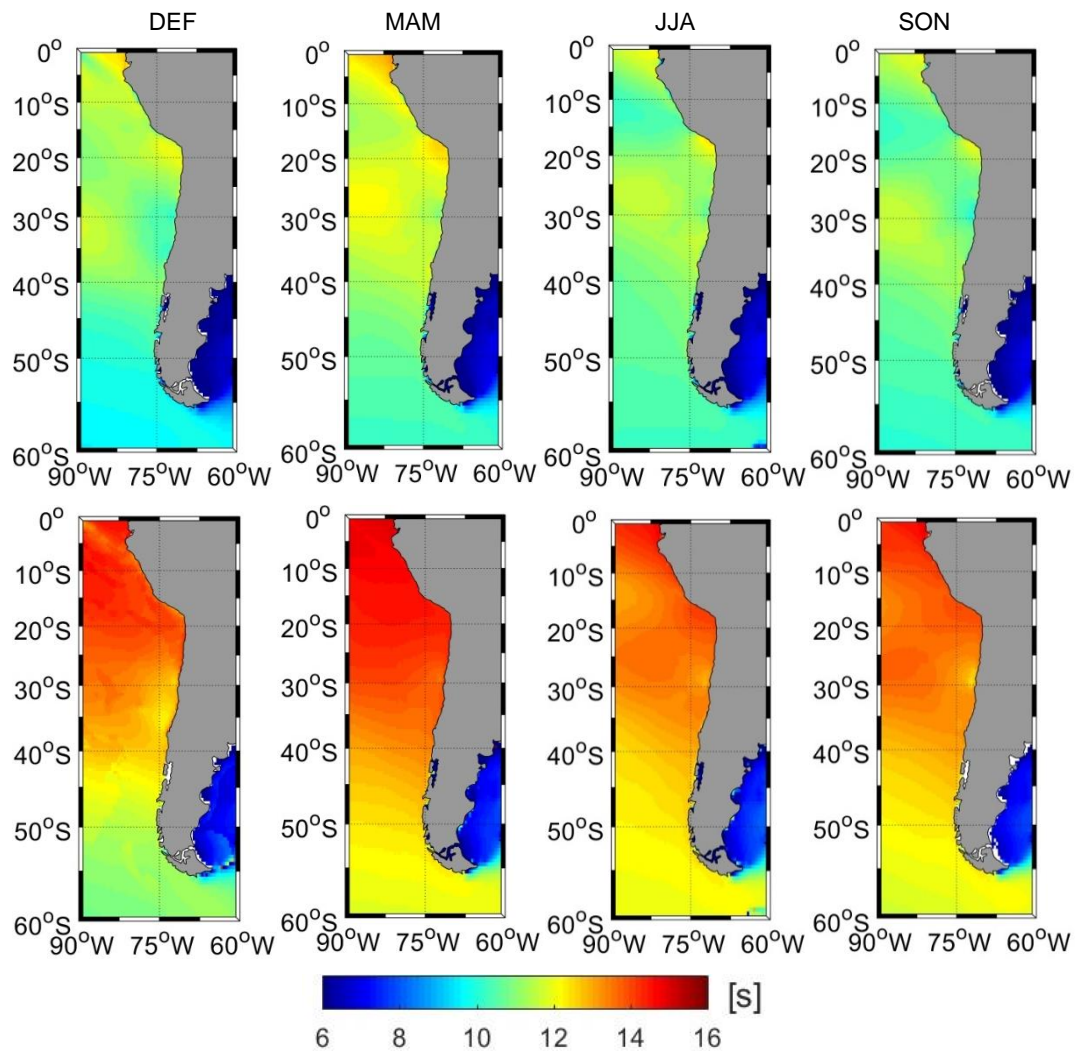 DEF MAM JJA SON
0° 0° 0° 0°
10°S 10°S 10°S 10°S
20°S 20°S 20°S 20°S
30°S 30°S 30°S 30°S
40°S 40°S 40°S 40°S
50°S 50°S 50°S 50°S
60°S 60°S 60°S 60°S
90°W 75°W 60°W 90°W 75°W 60°W 90°W 75°W 60°W 90°W 75°W 60°W
0° 0° 0° 0°
10°S 10°S 10°S 10°S
20°S 20°S 20°S 20°S
30°S 30°S 30°S 30°S
40°S 40°S 40°S 40°S
50°S 50°S 50°S 50°S
60°S 60°S 60°S 60°S
90°W 75°W 60°W 90°W 75°W 60°W 90°W 75°W 60°W 90°W 75°W 60°W
[s]
6 8 10 12 14 16